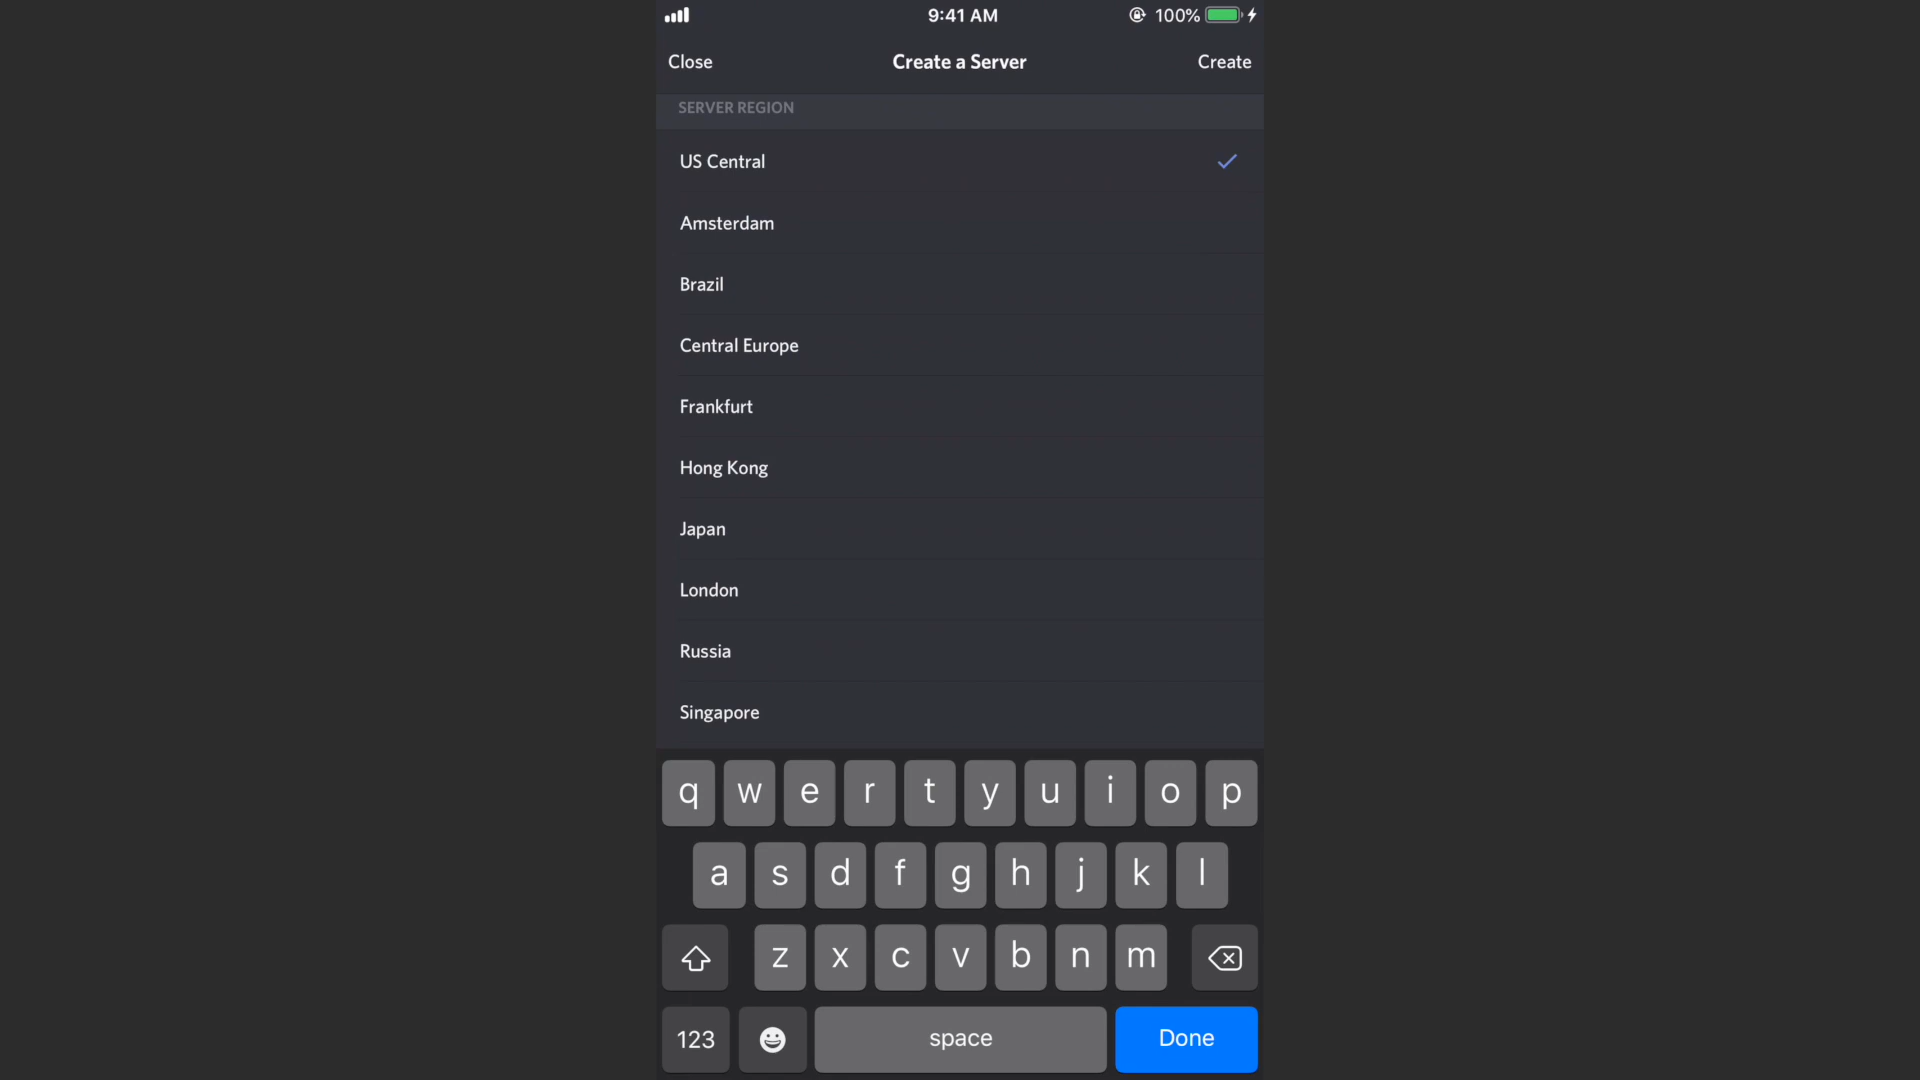 9:41 AM 100%
Close Create a Server Create
SERVER REGION
US Central
Amsterdam
Brazil
Central Europe
Frankfurt
Hong Kong
Japan
London
Russia
Singapore
q w e r t y u i o p
a s d f g h j k l
z x c v b n m
123 space Done